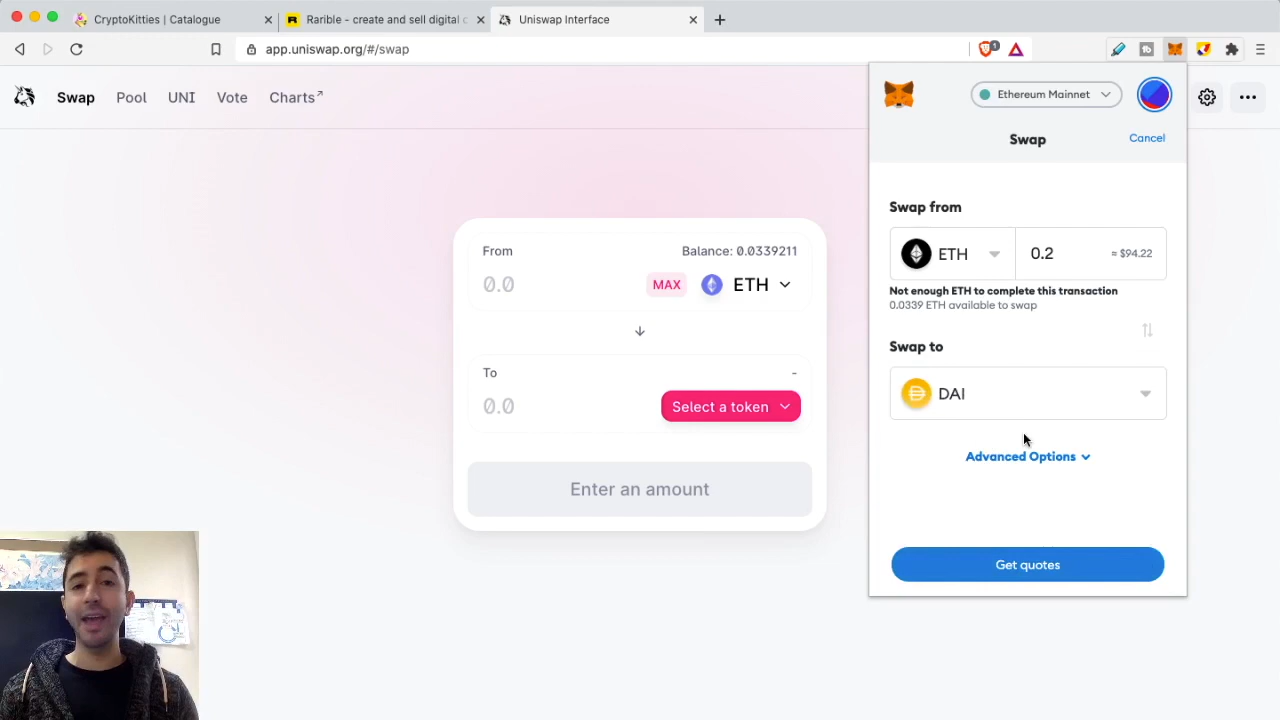 CryptoKitties | Catalogue
Rarible - create and sell digital c
Uniswap Interface
app.uniswap.org/#/swap
1
Swap
Pool
UNI
Vote
Charts↗
From
Balance: 0.0339211
0.0
MAX
ETH
To
-
0.0
Select a token
Enter an amount
Ethereum Mainnet
Swap
Cancel
Swap from
ETH
0.2
≈ $94.22
Not enough ETH to complete this transaction
0.0339 ETH available to swap
Swap to
DAI
Advanced Options
Get quotes